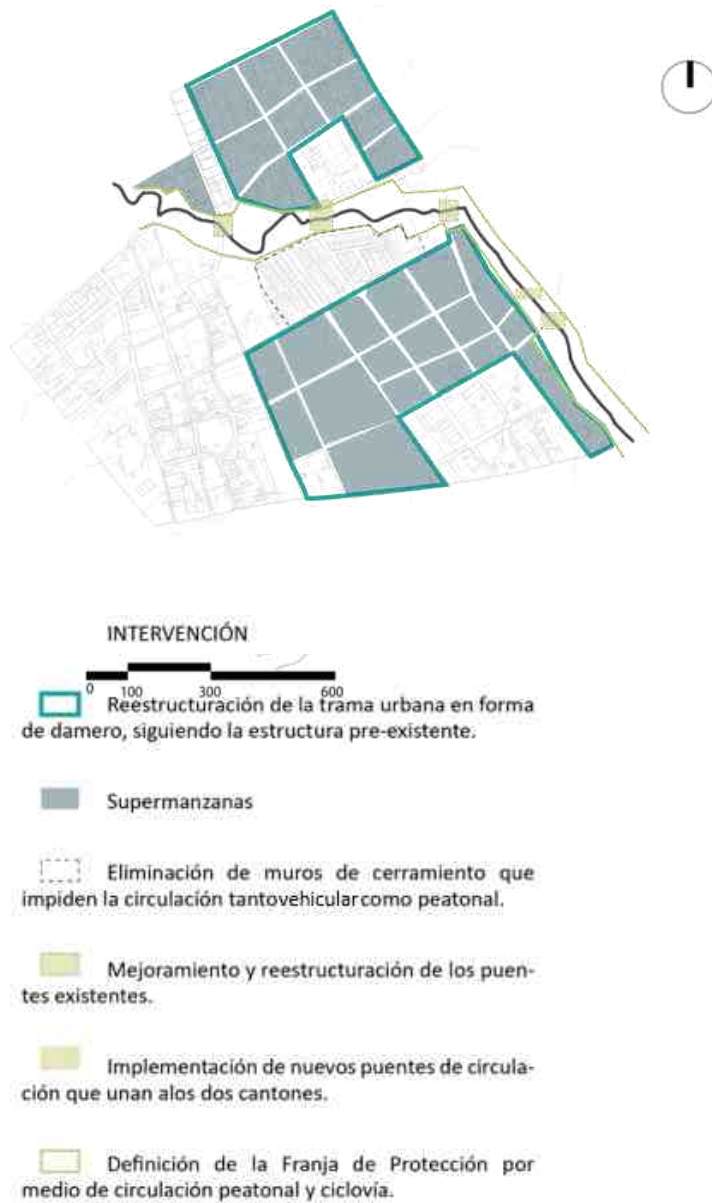 INTERVENCIÓN
0 100 300 600
Reestructuración de la trama urbana en forma
de damero, siguiendo la estructura pre-existente.
Supermanzanas
Eliminación de muros de cerramiento que
impiden la circulación tantovehicularcomo peatonal.
Mejoramiento y reestructuración de los puen-
tes existentes.
Implementación de nuevos puentes de circula-
ción que unan alos dos cantones.
Definición de la Franja de Protección por
medio de circulación peatonal y ciclovía.